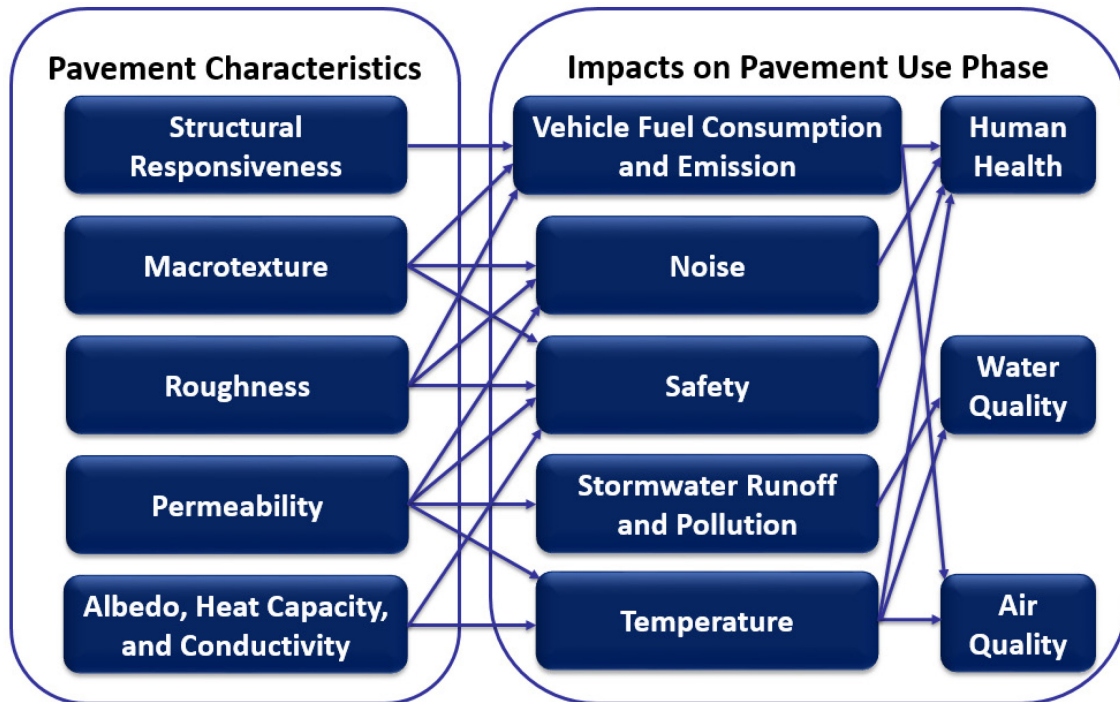 Pavement Characteristics
Structural
Responsiveness
Macrotexture
Roughness
Permeability
Albedo, Heat Capacity,
and Conductivity
Impacts on Pavement Use Phase
Vehicle Fuel Consumption
and Emission
Noise
Safety
Stormwater Runoff
and Pollution
Temperature
Human
Health
Water
Quality
Air
Quality